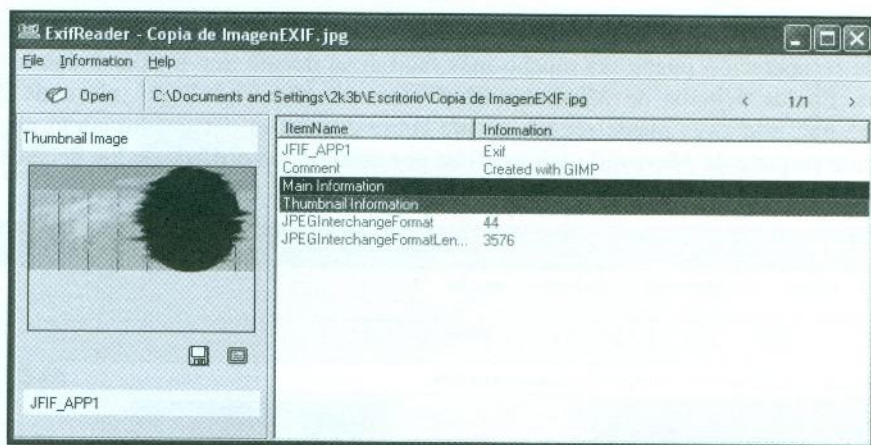 ExifReader - Copia de ImagenEXIF.jpg
File Information Help
Open C:\Documents and Settings\2k3b\Escritorio\Copia de ImagenEXIF.jpg < 1/1 >
Thumbnail Image
JFIF_APP1
ItemName Information
JFIF_APP1 Exif
Comment Created with GIMP
Main Information
Thumbnail Information
JPEGInterchangeFormat 44
JPEGInterchangeFormatLen... 3576